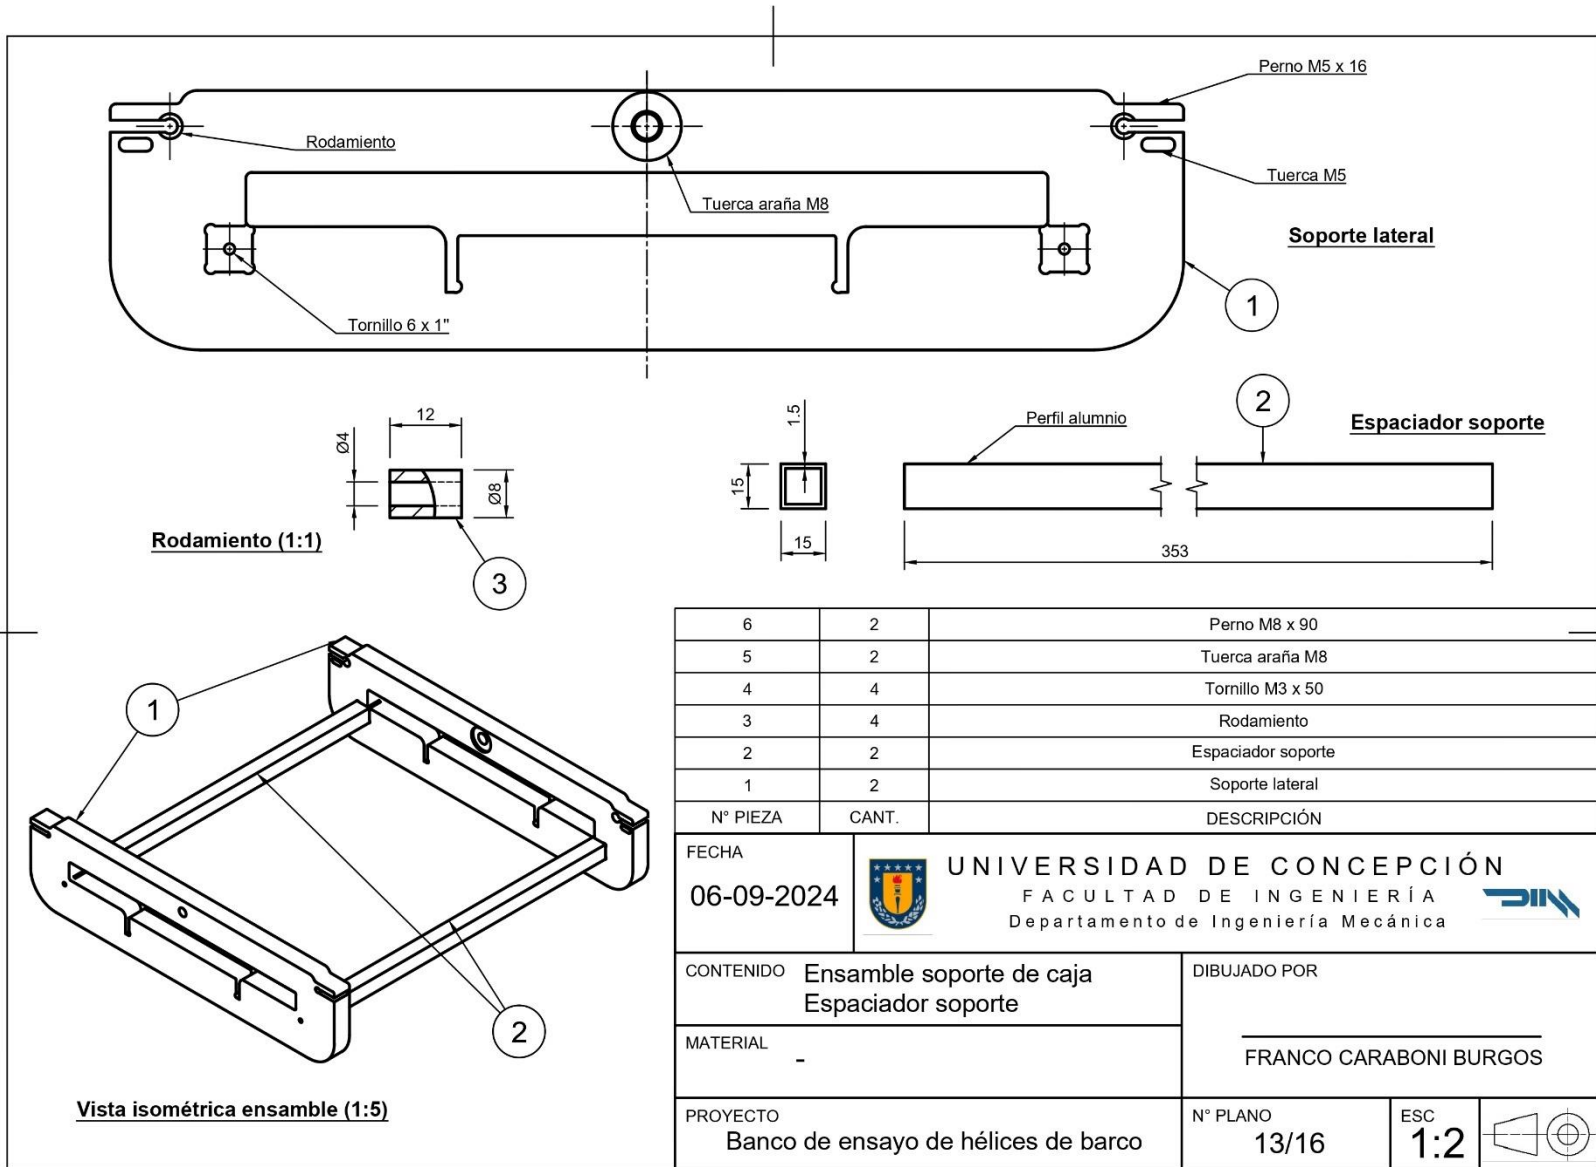 Perno M5 x 16
Rodamiento
Tuerca M5
Tuerca araña M8
Soporte lateral
1
Tornillo 6 x 1"
12
Ø4
Ø8
Rodamiento (1:1)
3
1.5
15
15
Perfil alumnio
2
Espaciador soporte
353
1
2
Vista isométrica ensamble (1:5)
6 2 Perno M8 x 90
5 2 Tuerca araña M8
4 4 Tornillo M3 x 50
3 4 Rodamiento
2 2 Espaciador soporte
1 2 Soporte lateral
N° PIEZA CANT. DESCRIPCIÓN
FECHA
06-09-2024
UNIVERSIDAD DE CONCEPCIÓN
FACULTAD DE INGENIERÍA
Departamento de Ingeniería Mecánica
DIM
CONTENIDO Ensamble soporte de caja
Espaciador soporte
DIBUJADO POR
FRANCO CARABONI BURGOS
MATERIAL
-
PROYECTO
Banco de ensayo de hélices de barco
N° PLANO
13/16
ESC
1:2